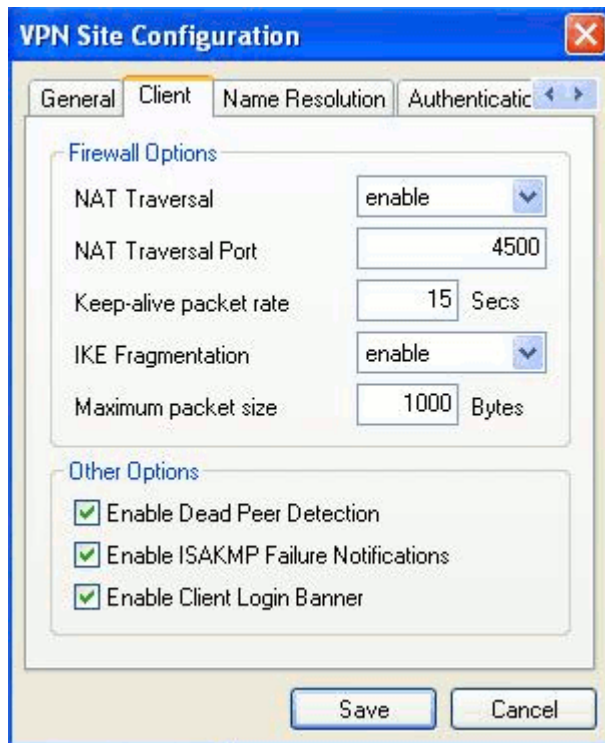 VPN Site Configuration
General Client Name Resolution Authenticatic
Firewall Options
NAT Traversal enable
NAT Traversal Port 4500
Keep-alive packet rate 15 Secs
IKE Fragmentation enable
Maximum packet size 1000 Bytes
Other Options
Enable Dead Peer Detection
Enable ISAKMP Failure Notifications
Enable Client Login Banner
Save Cancel